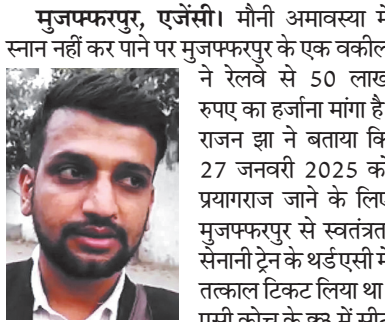 मुजफ्फरपुर, एजेंसी। मौनी अमावस्या में
स्नान नहीं कर पाने पर मुजफ्फरपुर के एक वकील
ने रेलवे से 50 लाख
रुपए का हर्जाना मांगा है
राजन झा ने बताया कि
27 जनवरी 2025 को
प्रयागराज जाने के लिए
मुजफ्फरपुर से स्वतंत्रत
सेनानी ट्रेन के थर्ड एसी में
तत्काल टिकट लिया था
एसी कोच के में सीट